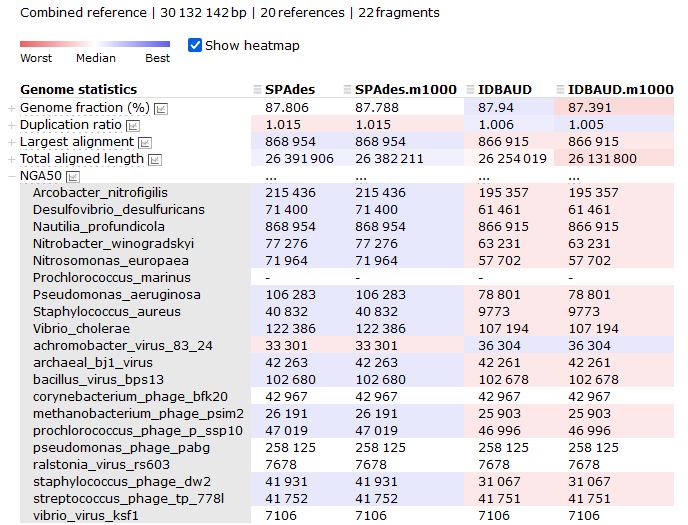 Combined reference | 30 132 142 bp | 20 references | 22 fragments
Worst Median Best Show heatmap
Genome statistics SPAdes SPAdes.m1000 IDBAUD IDBAUD.m1000
Genome fraction (%) 87.806 87.788 87.94 87.391
Duplication ratio 1.015 1.015 1.006 1.005
Largest alignment 868 954 868 954 866 915 866 915
Total aligned length 26 391 906 26 382 211 26 254 019 26 131 800
NGA50 ... ... ... ...
Arcobacter_nitrofigilis 215 436 215 436 195 357 195 357
Desulfovibrio_desulfuricans 71 400 71 400 61 461 61 461
Nautilia_profundicola 868 954 868 954 866 915 866 915
Nitrobacter_winogradskyi 77 276 77 276 63 231 63 231
Nitrosomonas_europaea 71 964 71 964 57 702 57 702
Prochlorococcus_marinus - - - -
Pseudomonas_aeruginosa 106 283 106 283 78 801 78 801
Staphylococcus_aureus 40 832 40 832 9773 9773
Vibrio_cholerae 122 386 122 386 107 194 107 194
achromobacter_virus_83_24 33 301 33 301 36 304 36 304
archaeal_bj1_virus 42 263 42 263 42 261 42 261
bacillus_virus_bps13 102 680 102 680 102 678 102 678
corynebacterium_phage_bfk20 42 967 42 967 42 967 42 967
methanobacterium_phage_psim2 26 191 26 191 25 903 25 903
prochlorococcus_phage_p_ssp10 47 019 47 019 46 996 46 996
pseudomonas_phage_pabg 258 125 258 125 258 125 258 125
ralstonia_virus_rs603 7678 7678 7678 7678
staphylococcus_phage_dw2 41 931 41 931 31 067 31 067
streptococcus_phage_tp_778l 41 752 41 752 41 751 41 751
vibrio_virus_ksf1 7106 7106 7106 7106